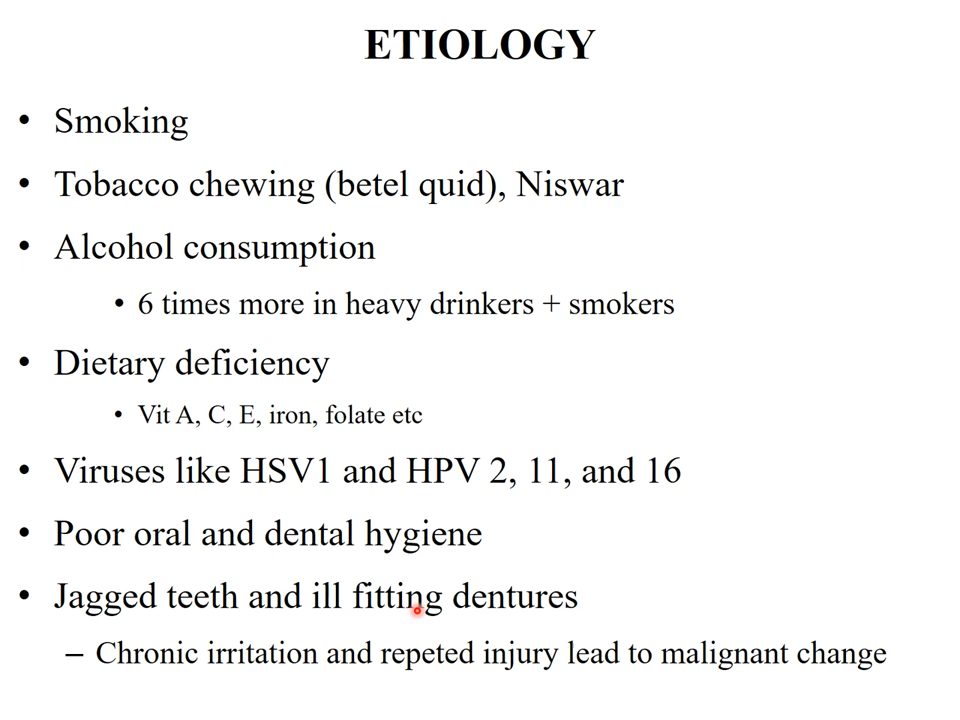 ETIOLOGY
• Smoking
• Tobacco chewing (betel quid), Niswar
• Alcohol consumption
• 6 times more in heavy drinkers + smokers
• Dietary deficiency
• Vit A, C, E, iron, folate etc
• Viruses like HSV1 and HPV 2, 11, and 16
• Poor oral and dental hygiene
• Jagged teeth and ill fitting dentures
– Chronic irritation and repeted injury lead to malignant change